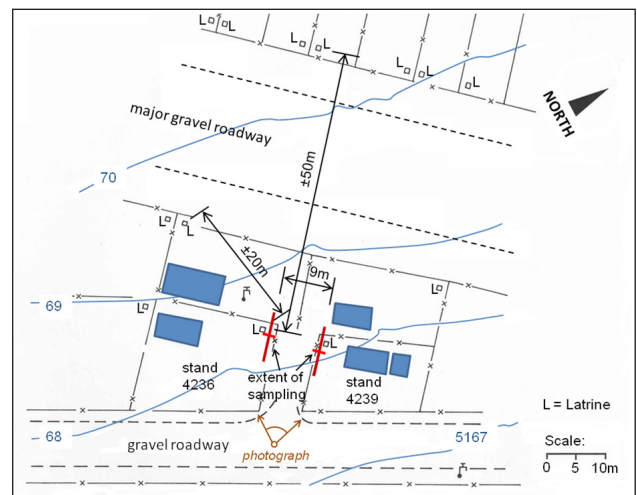 L
L
L
L
L
L
L
NORTH
major gravel roadway
±50m
70
L
L
±20m
9m
L
L
69
L
L
stand
4236
extent of
sampling
stand
4239
L = Latrine
68
gravel roadway
photograph
5167
Scale:
0 5 10m